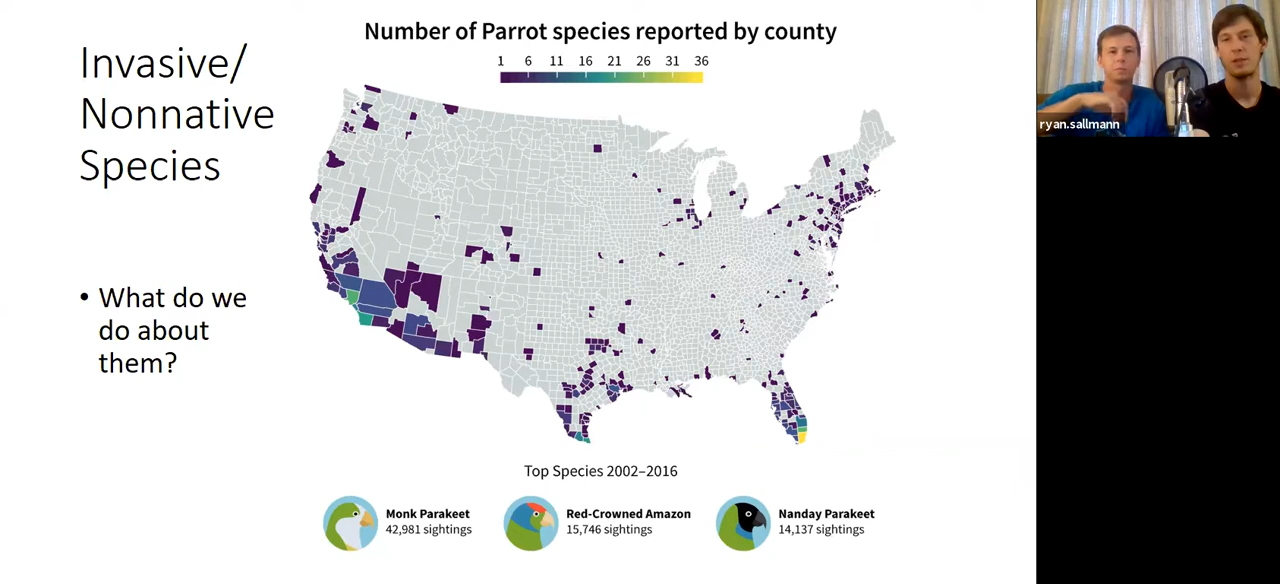 Invasive/
Nonnative
Species
• What do we
do about
them?
Number of Parrot species reported by county
1 6 11 16 21 26 31 36
Top Species 2002–2016
Monk Parakeet
42,981 sightings
Red-Crowned Amazon
15,746 sightings
Nanday Parakeet
14,137 sightings
ryan.sallmann